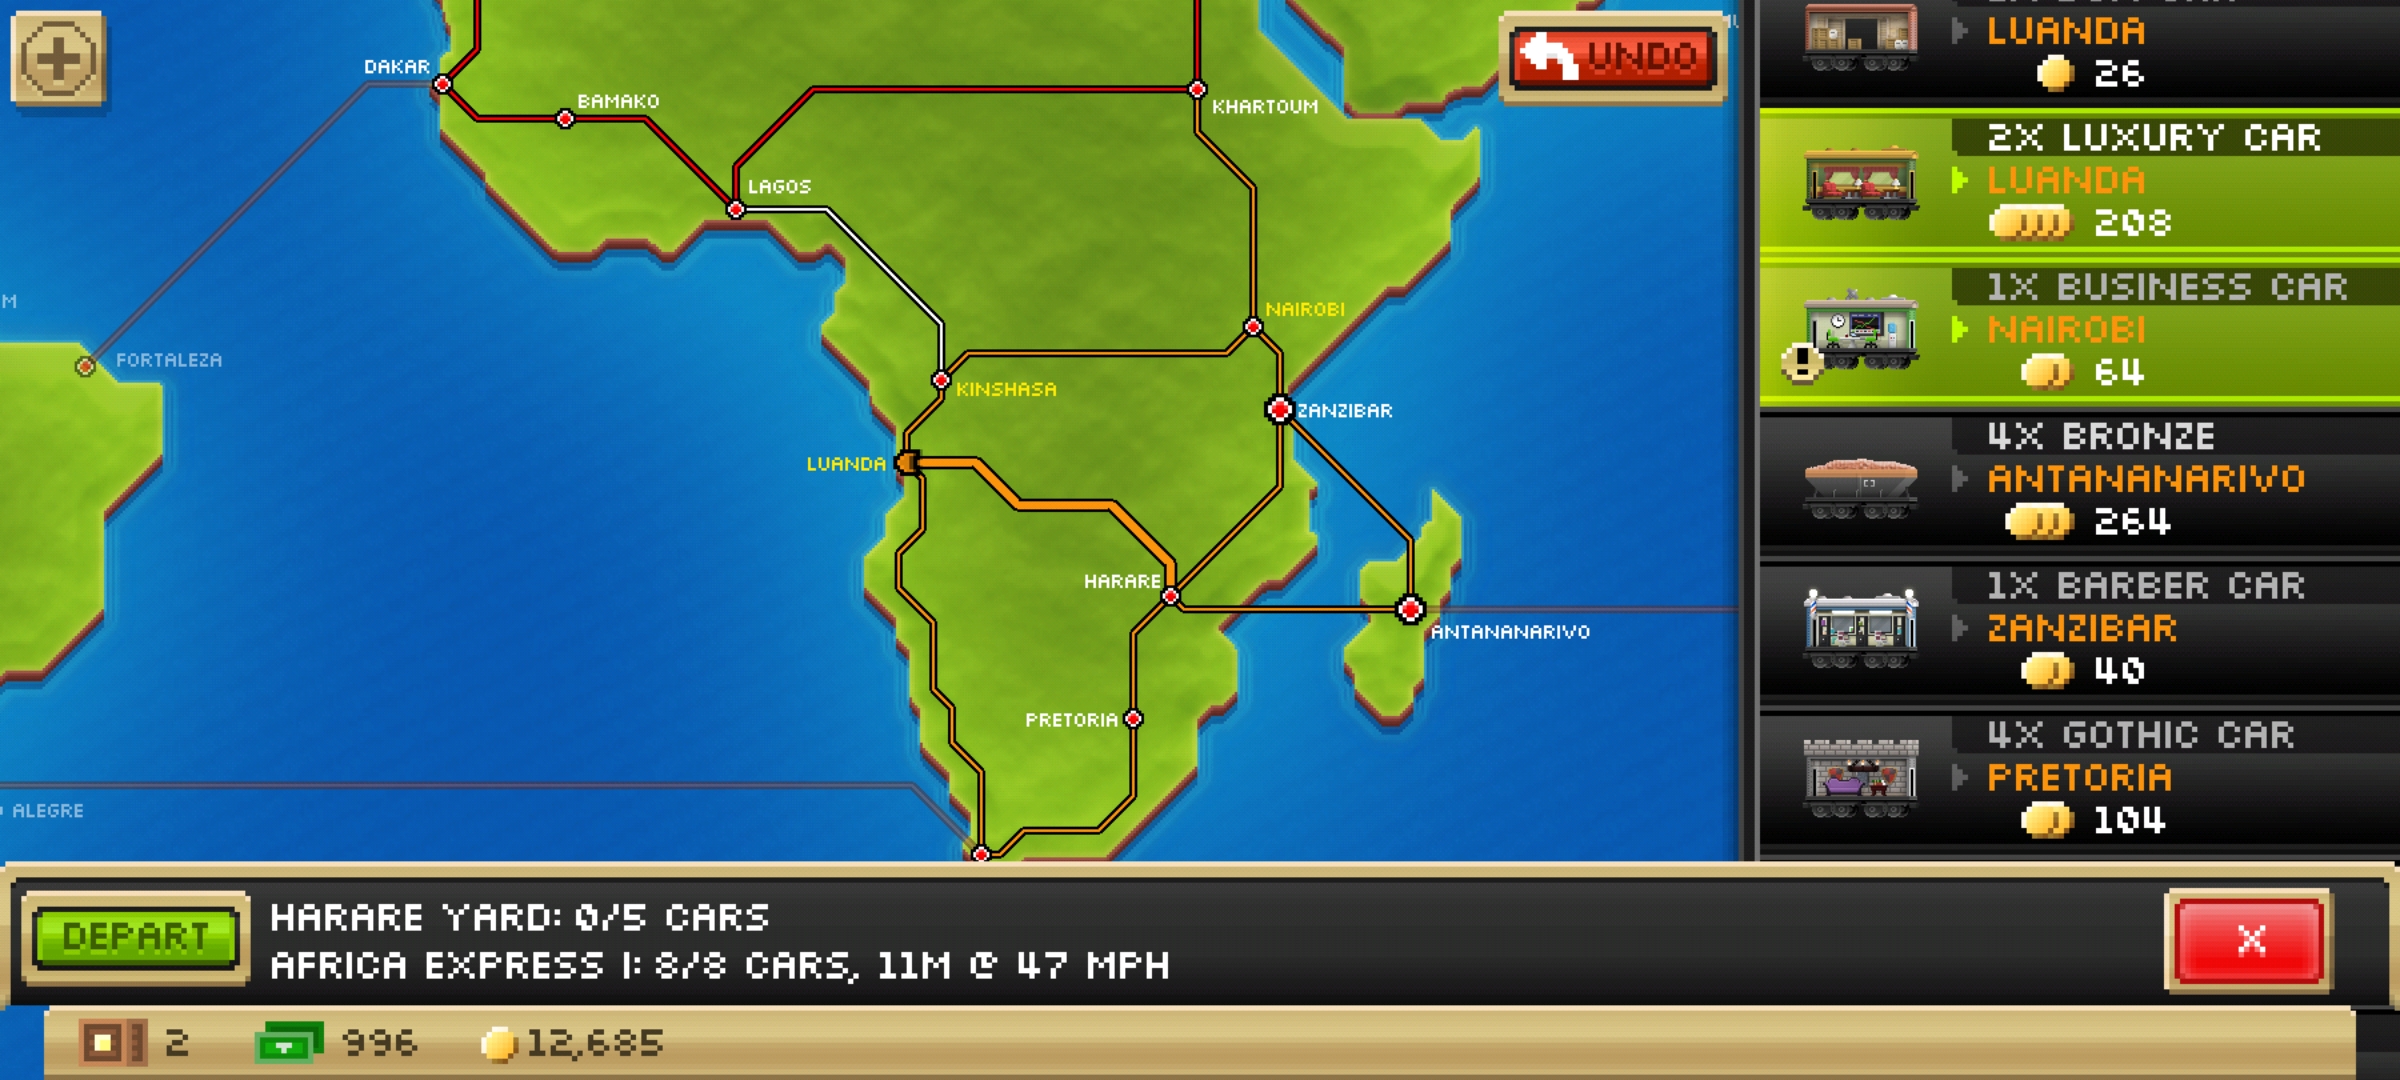 DAKAR
BAMAKO
LAGOS
KHARTOUM
UNDO
NAIROBI
M
FORTALEZA
KINSHASA
ZANZIBAR
LUANDA
HARARE
ANTANANARIVO
PRETORIA
ALEGRE
LUANDA
26
2X LUXURY CAR
LUANDA
208
1X BUSINESS CAR
NAIROBI
64
4X BRONZE
ANTANANARIVO
264
1X BARBER CAR
ZANZIBAR
40
4X GOTHIC CAR
PRETORIA
104
DEPART
HARARE YARD: 0/5 CARS
AFRICA EXPRESS I: 8/8 CARS, 11M @ 47 MPH
X
2
996
12,685